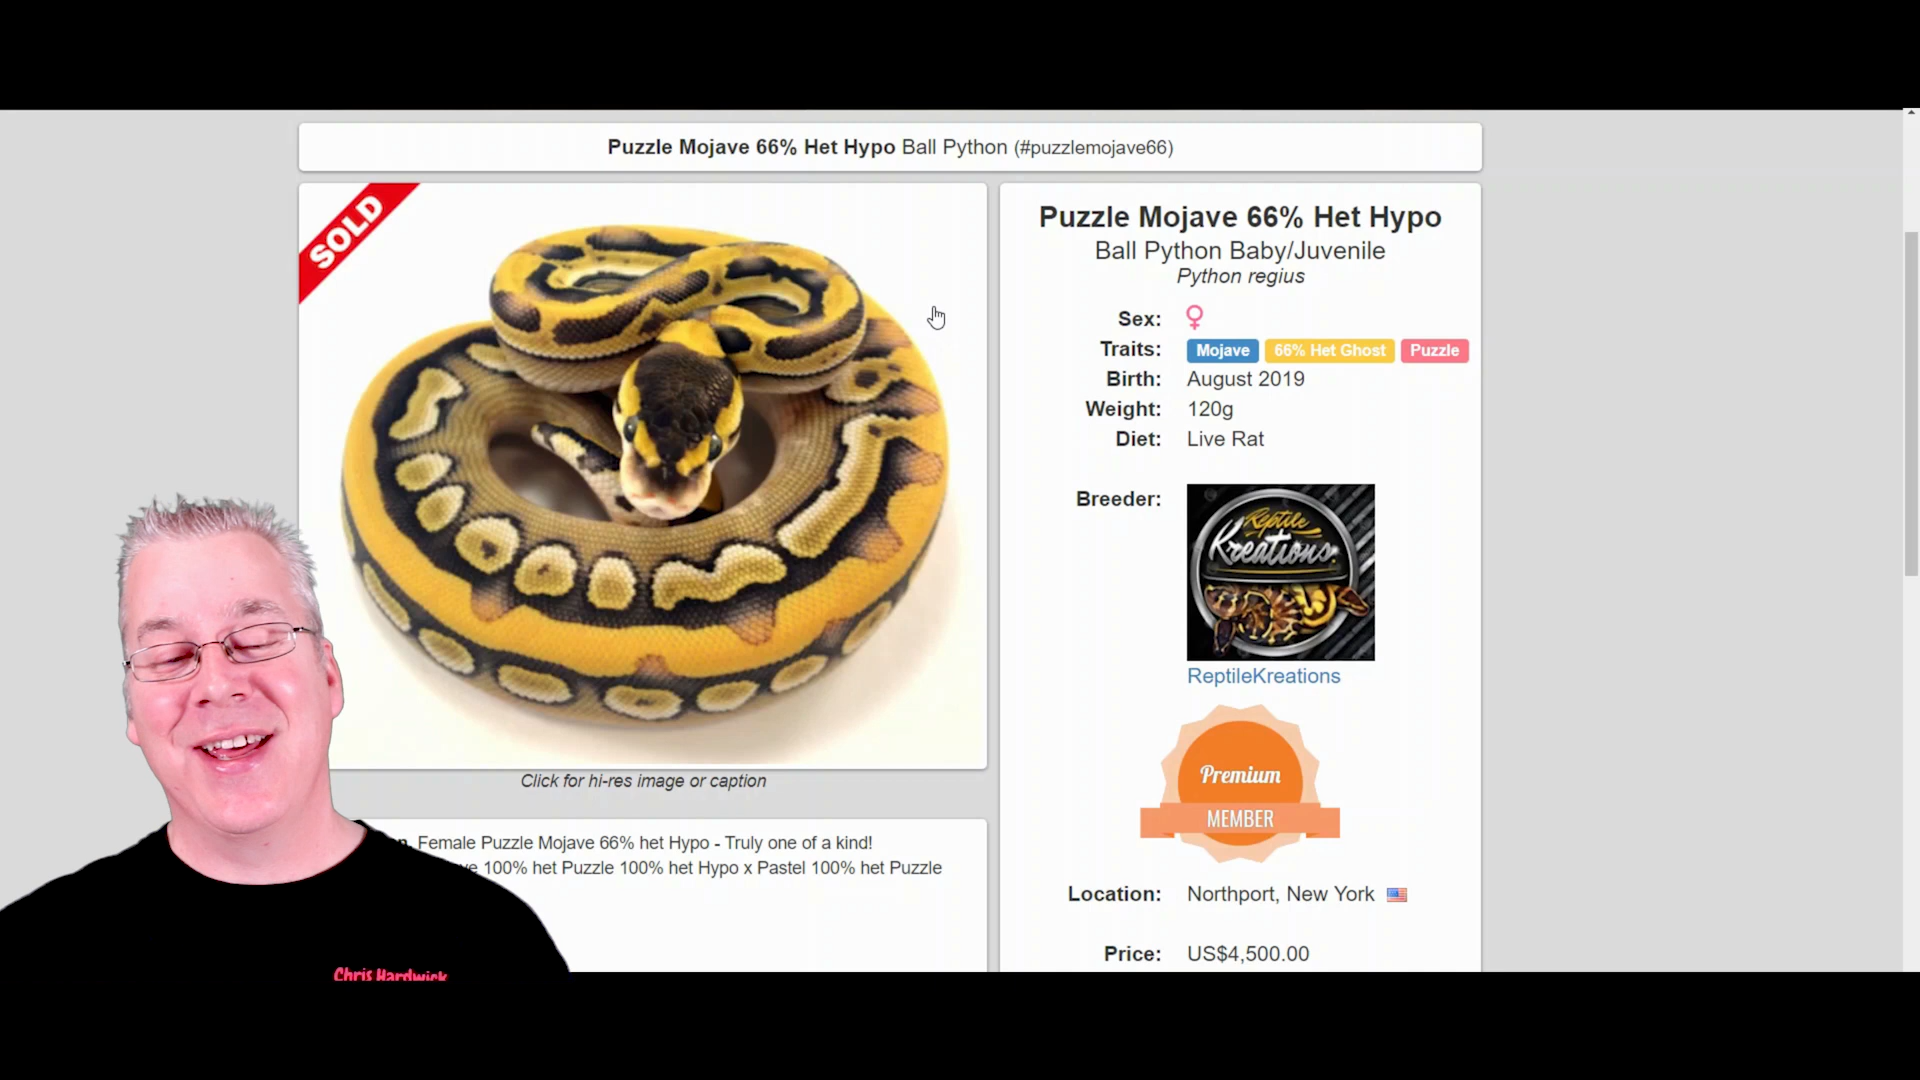 Puzzle Mojave 66% Het Hypo Ball Python (#puzzlemojave66)
SOLD
Puzzle Mojave 66% Het Hypo
Ball Python Baby/Juvenile
Python regius
Sex: ♀
Traits: Mojave 66% Het Ghost Puzzle
Birth: August 2019
Weight: 120g
Diet: Live Rat
Breeder:
Reptile
Kreations
ReptileKreations
Premium
MEMBER
Location: Northport, New York
Price: US$4,500.00
Click for hi-res image or caption
Female Puzzle Mojave 66% het Hypo - Truly one of a kind!
100% het Puzzle 100% het Hypo x Pastel 100% het Puzzle
Chris Hardwick